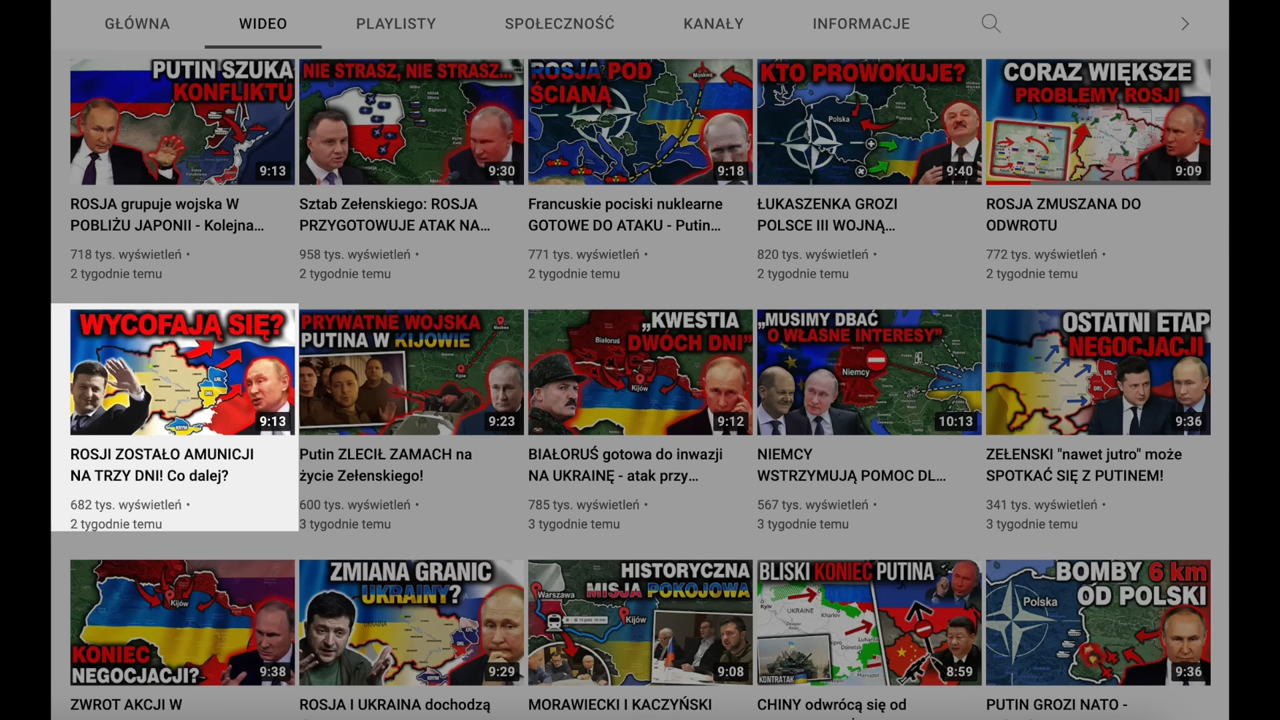 GŁÓWNA
WIDEO
PLAYLISTY
SPOŁECZNOŚĆ
KANAŁY
INFORMACJE
PUTIN SZUKA
KONFLIKTU
9:13
NIE STRASZ, NIE STRASZ...
9:30
ROSJA POD
ŚCIANĄ
Moskwa
9:18
KTO PROWOKUJE?
Polska
9:40
CORAZ WIĘKSZE
PROBLEMY ROSJI
9:09
ROSJA grupuje wojska W
POBLIŻU JAPONII - Kolejna...
718 tys. wyświetleń •
2 tygodnie temu
Sztab Zełenskiego: ROSJA
PRZYGOTOWUJE ATAK NA...
958 tys. wyświetleń •
2 tygodnie temu
Francuskie pociski nuklearne
GOTOWE DO ATAKU - Putin...
771 tys. wyświetleń •
2 tygodnie temu
ŁUKASZENKA GROZI
POLSCE III WOJNĄ...
820 tys. wyświetleń •
2 tygodnie temu
ROSJA ZMUSZANA DO
ODWROTU
772 tys. wyświetleń •
2 tygodnie temu
WYCOFAJĄ SIĘ?
UŁ
DRL
KRYM
9:13
PRYWATNE WOJSKA
PUTINA W KIJOWIE
Moskwa
Kijów
9:23
„KWESTIA
DWÓCH DNI”
Białoruś
Kijów
9:12
„MUSIMY DBAĆ
O WŁASNE INTERESY”
Niemcy
10:13
OSTATNI ETAP
NEGOCJACJI
ŁRL
DRL
9:36
ROSJI ZOSTAŁO AMUNICJI
NA TRZY DNI! Co dalej?
682 tys. wyświetleń •
2 tygodnie temu
Putin ZLECIŁ ZAMACH na
życie Zełenskiego!
600 tys. wyświetleń •
3 tygodnie temu
BIAŁORUŚ gotowa do inwazji
NA UKRAINĘ - atak przy...
785 tys. wyświetleń •
3 tygodnie temu
NIEMCY
WSTRZYMUJĄ POMOC DL...
567 tys. wyświetleń •
3 tygodnie temu
ZEŁENSKI "nawet jutro" może
SPOTKAĆ SIĘ Z PUTINEM!
341 tys. wyświetleń •
3 tygodnie temu
Kijów
KONIEC
NEGOCJACJI?
9:38
ZMIANA GRANIC
UKRAINY?
KRYM
9:29
HISTORYCZNA
MISJA POKOJOWA
Warszawa
Kijów
9:08
BLISKI KONIEC PUTINA
UKRAINE
KONTRATAK
8:59
BOMBY 6 km
OD POLSKI
Polska
9:36
ZWROT AKCJI W
ROSJA I UKRAINA dochodzą
MORAWIECKI I KACZYŃSKI
CHINY odwrócą się od
PUTIN GROZI NATO -